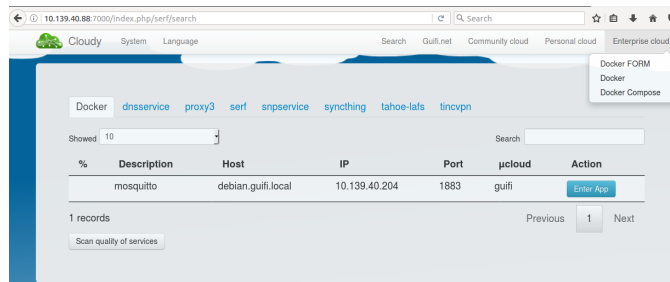 10.139.40.88:7000/index.php/serf/search Search
Cloudy System Language Search Guifi.net Community cloud Personal cloud Enterprise cloud
Docker FORM
Docker
Docker Compose
Docker dnsservice proxy3 serf snpservice syncthing tahoe-lafs tincvpn
Showed 10 Search
% Description Host IP Port µcloud Action
mosquitto debian.guifi.local 10.139.40.204 1883 guifi Enter App
1 records Previous 1 Next
Scan quality of services